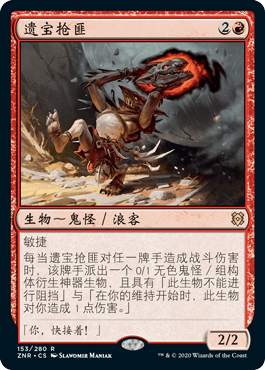 遗宝抢匪 2
生物～鬼怪／浪客
敏捷
每当遗宝抢匪对任一牌手造成战斗伤害
时，该牌手派出一个 0/1 无色鬼怪／组构
体衍生神器生物，且具有「此生物不能进
行阻挡」与「在你的维持开始时，此生物
对你造成 1 点伤害。」
「你，快接着！」
2/2
153/280 R
ZNR • CS SLAWOMIR MANIAK
™ & © 2020 Wizards of the Coast